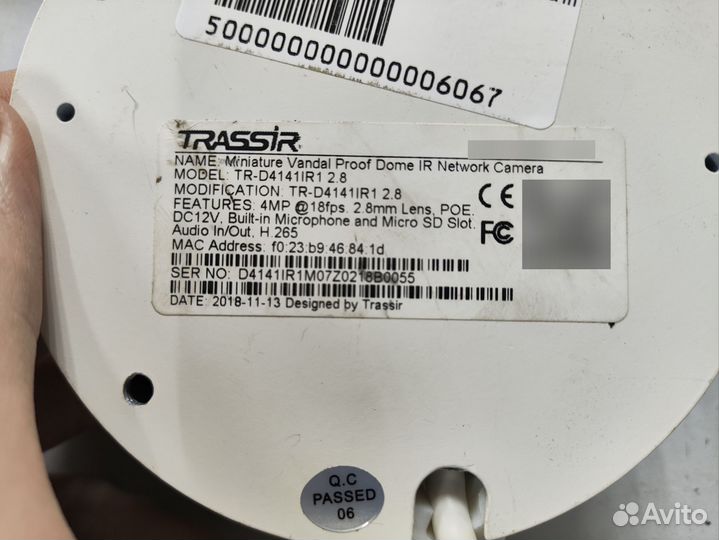 500000000000006067
TRASSIR
NAME: Miniature Vandal Proof Dome IR Network Camera
MODEL: TR-D4141IR1 2.8
MODIFICATION: TR-D4141IR1 2.8
FEATURES: 4MP @18fps. 2.8mm Lens, POE.
DC12V, Built-in Microphone and Micro SD Slot.
Audio In/Out, H.265
MAC Address: f0:23:b9:46:84:1d
SER NO: D4141IR1M07Z0218B0055
DATE: 2018-11-13 Designed by Trassir
CE
FC
Q.C
PASSED
06
Avito